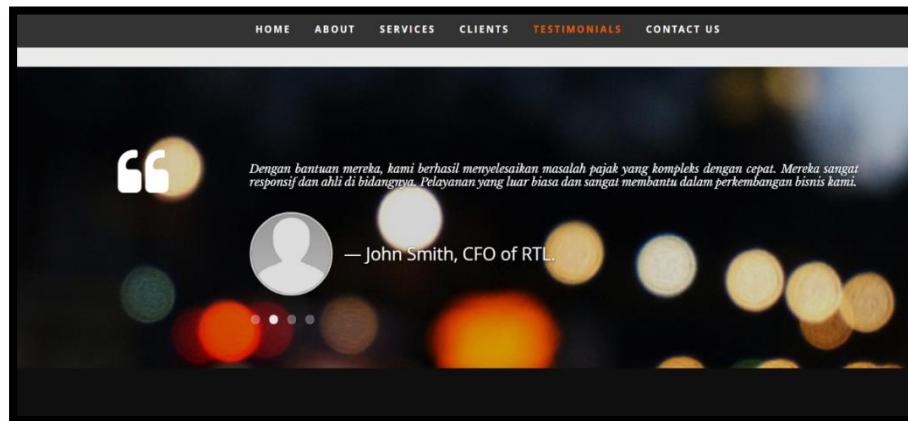 HOME ABOUT SERVICES CLIENTS TESTIMONIALS CONTACT US
Dengan bantuan mereka, kami berhasil menyelesaikan masalah pajak yang kompleks dengan cepat. Mereka sangat
responsif dan ahli di bidangnya. Pelayanan yang luar biasa dan sangat membantu dalam perkembangan bisnis kami.
— John Smith, CFO of RTL.